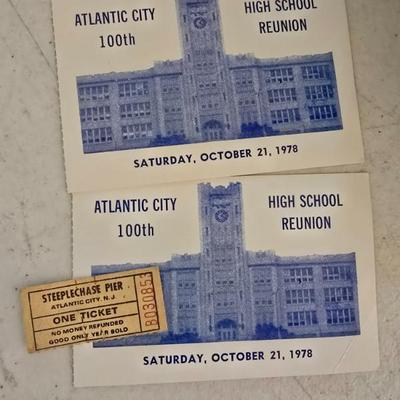 ATLANTIC CITY
100th
HIGH SCHOOL
REUNION
SATURDAY, OCTOBER 21, 1978
ATLANTIC CITY
100th
HIGH SCHOOL
REUNION
SATURDAY, OCTOBER 21, 1978
STEEPLECHASE PIER
ATLANTIC CITY, N. J.
ONE TICKET
NO MONEY REFUNDED
GOOD ONLY YEAR SOLD
B030853